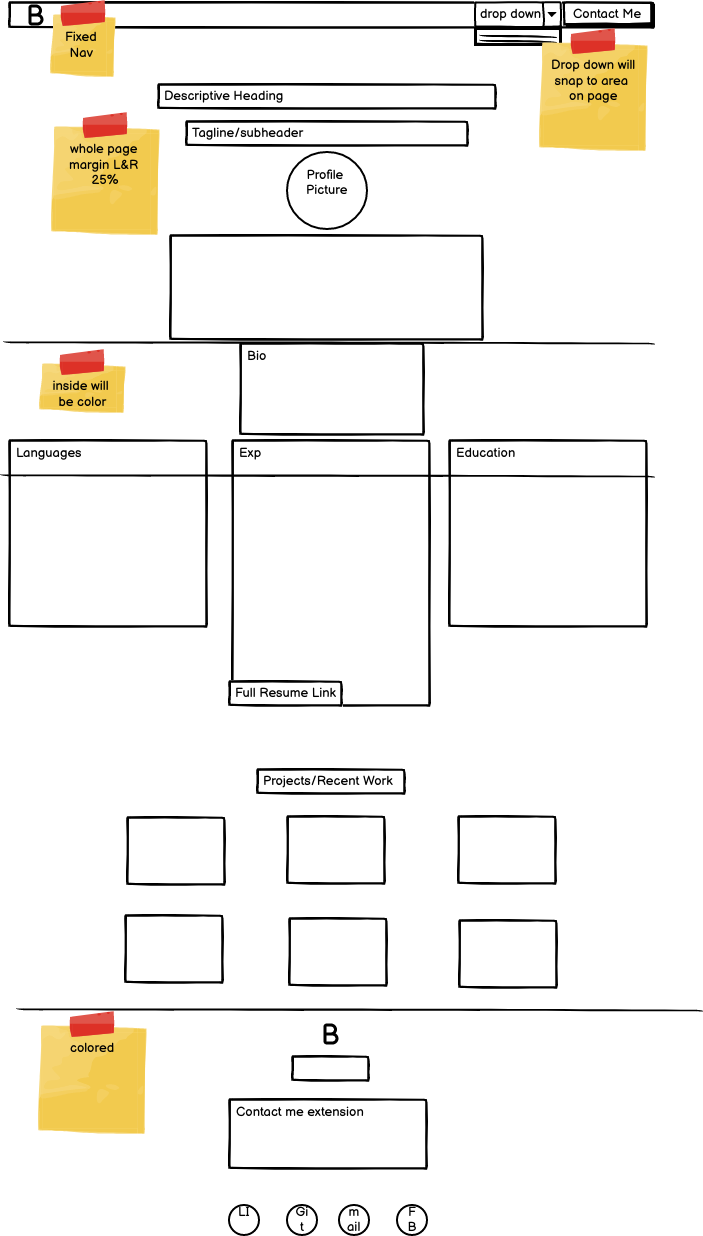 B
drop down
Contact Me
Fixed
Nav
Drop down will
snap to area
on page
Descriptive Heading
Tagline/subheader
whole page
margin L&R
25%
Profile
Picture
Bio
inside will
be color
Languages
Exp
Education
Full Resume Link
Projects/Recent Work
colored
B
Contact me extension
LI
Gi
t
m
ail
F
B